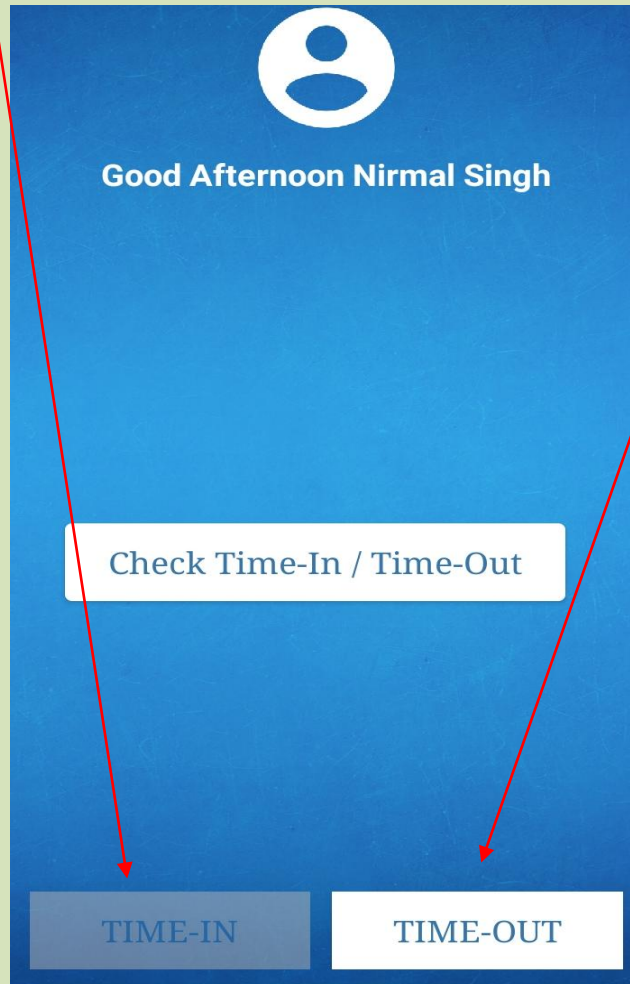 Good Afternoon Nirmal Singh
Check Time-In / Time-Out
TIME-IN
TIME-OUT